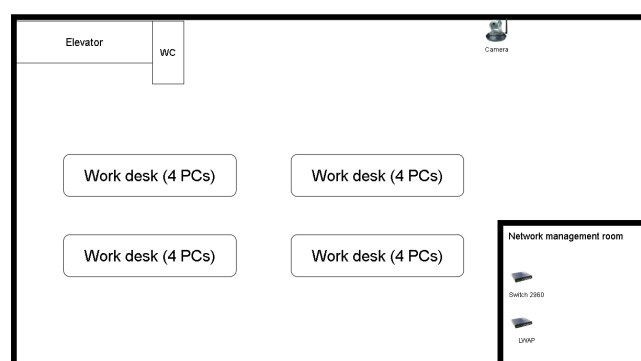 Elevator
WC
Camera
Work desk (4 PCs)
Work desk (4 PCs)
Work desk (4 PCs)
Work desk (4 PCs)
Network management room
Switch 2960
LWAP